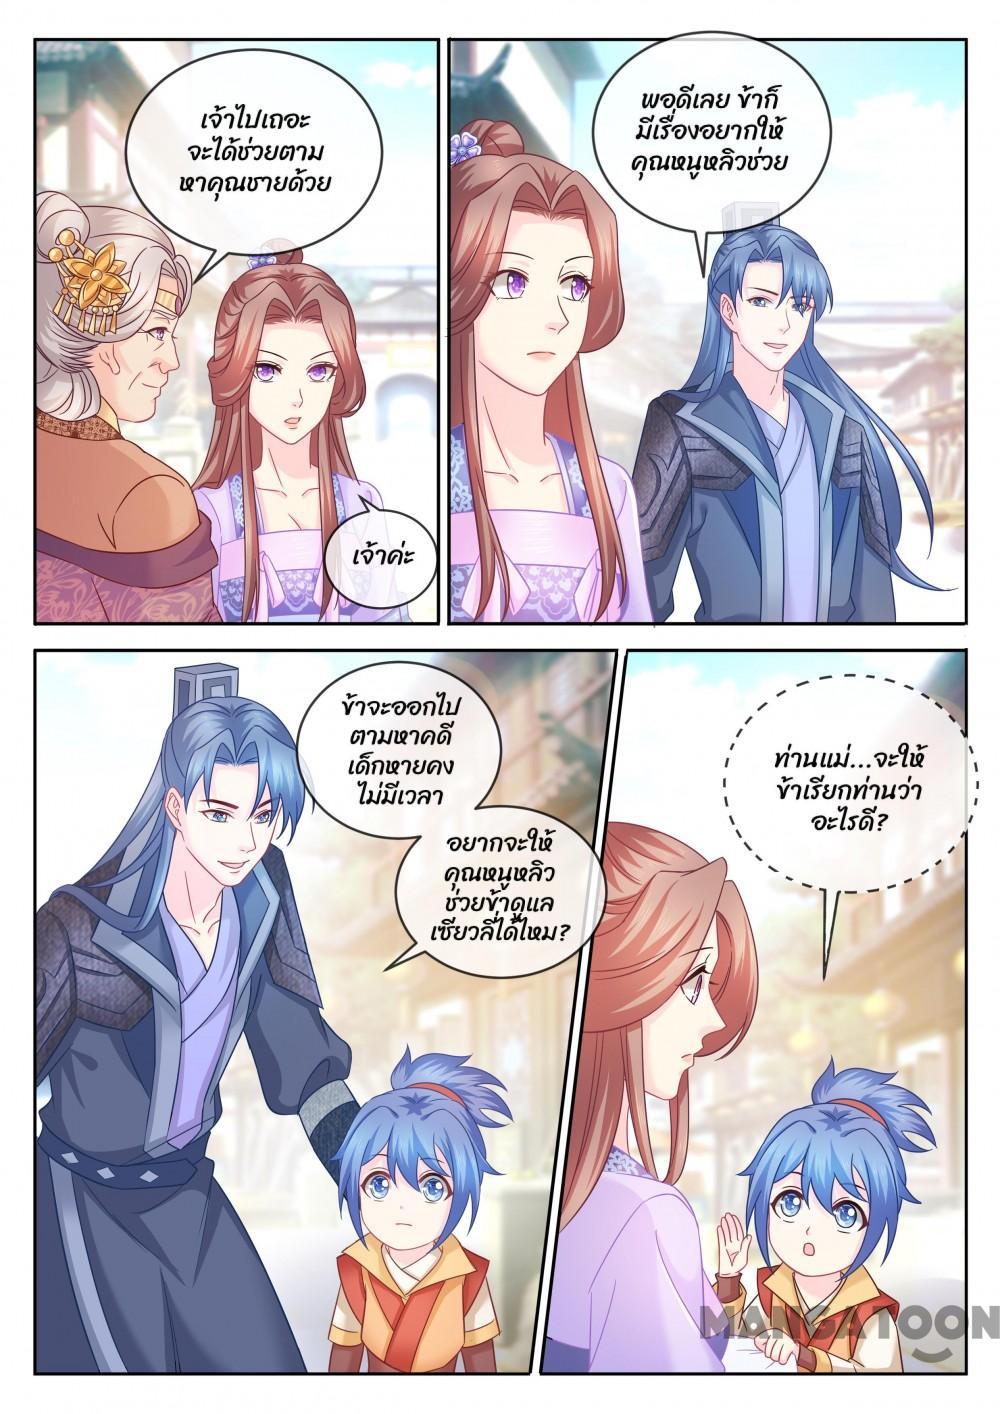 เจ้าไปเถอะ
จะได้ช่วยตาม
หาคุณชายด้วย
เจ้าค่ะ
พอดีเลย ข้าก็
มีเรื่องอยากให้
คุณหนูหลิวช่วย
ข้าจะออกไป
ตามหาคดี
เด็กหายคง
ไม่มีเวลา
อยากจะให้
คุณหนูหลิว
ช่วยข้าดูแล
เซียวลี่ได้ไหม?
ท่านแม่...จะให้
ข้าเรียกท่านว่า
อะไรดี?
MANGATOON